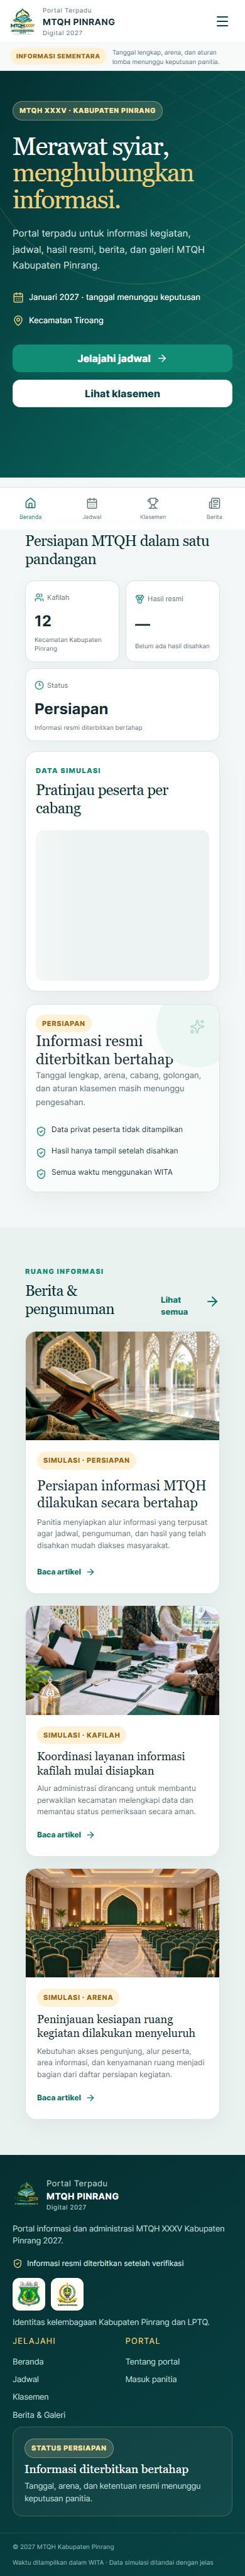 Portal Terpadu
MTQH PINRANG
Digital 2027
INFORMASI SEMENTARA
Tanggal lengkap, arena, dan aturan
lomba menunggu keputusan panitia.
MTQH XXXV · KABUPATEN PINRANG
Merawat syiar,
menghubungkan
informasi.
Portal terpadu untuk informasi kegiatan,
jadwal, hasil resmi, berita, dan galeri MTQH
Kabupaten Pinrang.
Januari 2027 · tanggal menunggu keputusan
Kecamatan Tiroang
Jelajahi jadwal
Lihat klasemen
Beranda
Jadwal
Klasemen
Berita
Persiapan MTQH dalam satu
pandangan
Kafilah
12
Kecamatan Kabupaten
Pinrang
Hasil resmi
—
Belum ada hasil disahkan
Status
Persiapan
Informasi resmi diterbitkan bertahap
DATA SIMULASI
Pratinjau peserta per
cabang
PERSIAPAN
Informasi resmi
diterbitkan bertahap
Tanggal lengkap, arena, cabang, golongan,
dan aturan klasemen masih menunggu
pengesahan.
Data privat peserta tidak ditampilkan
Hasil hanya tampil setelah disahkan
Semua waktu menggunakan WITA
RUANG INFORMASI
Berita &
pengumuman
Lihat
semua
SIMULASI · PERSIAPAN
Persiapan informasi MTQH
dilakukan secara bertahap
Panitia menyiapkan alur informasi yang terpusat
agar jadwal, pengumuman, dan hasil yang telah
disahkan mudah diakses masyarakat.
Baca artikel
SIMULASI · KAFILAH
Koordinasi layanan informasi
kafilah mulai disiapkan
Alur administrasi dirancang untuk membantu
perwakilan kecamatan melengkapi data dan
memantau status pemeriksaan secara aman.
Baca artikel
SIMULASI · ARENA
Peninjauan kesiapan ruang
kegiatan dilakukan menyeluruh
Kebutuhan akses pengunjung, alur peserta,
area informasi, dan kenyamanan ruang menjadi
bagian dari daftar persiapan kegiatan.
Baca artikel
Portal Terpadu
MTQH PINRANG
Digital 2027
Portal informasi dan administrasi MTQH XXXV Kabupaten
Pinrang 2027.
Informasi resmi diterbitkan setelah verifikasi
Identitas kelembagaan Kabupaten Pinrang dan LPTQ.
JELAJAHI
Beranda
Jadwal
Klasemen
Berita & Galeri
PORTAL
Tentang portal
Masuk panitia
STATUS PERSIAPAN
Informasi diterbitkan bertahap
Tanggal, arena, dan ketentuan resmi menunggu
keputusan panitia.
© 2027 MTQH Kabupaten Pinrang
Waktu ditampilkan dalam WITA · Data simulasi ditandai dengan jelas